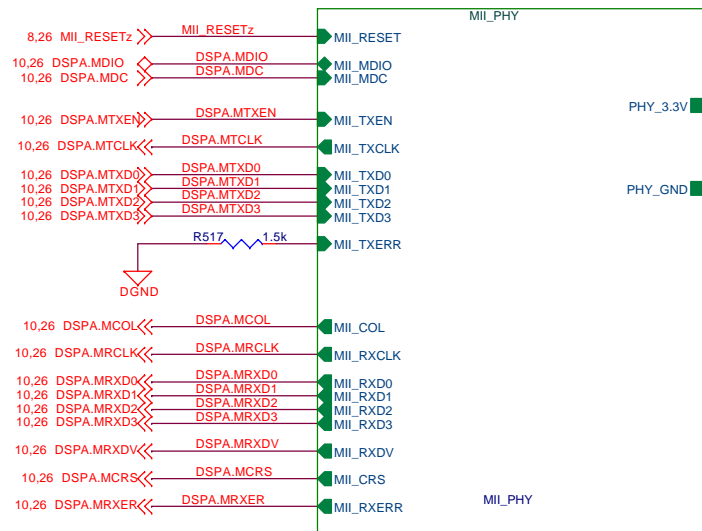 MII_PHY
8,26 MII_RESETz MII_RESETz MII_RESET
10,26 DSPA.MDIO DSPA.MDIO MII_MDIO
10,26 DSPA.MDC DSPA.MDC MII_MDC
PHY_3.3V
10,26 DSPA.MTXEN DSPA.MTXEN MII_TXEN
10,26 DSPA.MTCLK DSPA.MTCLK MII_TXCLK
10,26 DSPA.MTXD0 DSPA.MTXD0 MII_TXD0
10,26 DSPA.MTXD1 DSPA.MTXD1 MII_TXD1
PHY_GND
10,26 DSPA.MTXD2 DSPA.MTXD2 MII_TXD2
10,26 DSPA.MTXD3 DSPA.MTXD3 MII_TXD3
R517 1.5k MII_TXERR
DGND
10,26 DSPA.MCOL DSPA.MCOL MII_COL
10,26 DSPA.MRCLK DSPA.MRCLK MII_RXCLK
10,26 DSPA.MRXD0 DSPA.MRXD0 MII_RXD0
10,26 DSPA.MRXD1 DSPA.MRXD1 MII_RXD1
10,26 DSPA.MRXD2 DSPA.MRXD2 MII_RXD2
10,26 DSPA.MRXD3 DSPA.MRXD3 MII_RXD3
10,26 DSPA.MRXDV DSPA.MRXDV MII_RXDV
10,26 DSPA.MCRS DSPA.MCRS MII_CRS
10,26 DSPA.MRXER DSPA.MRXER MII_RXERR MII_PHY